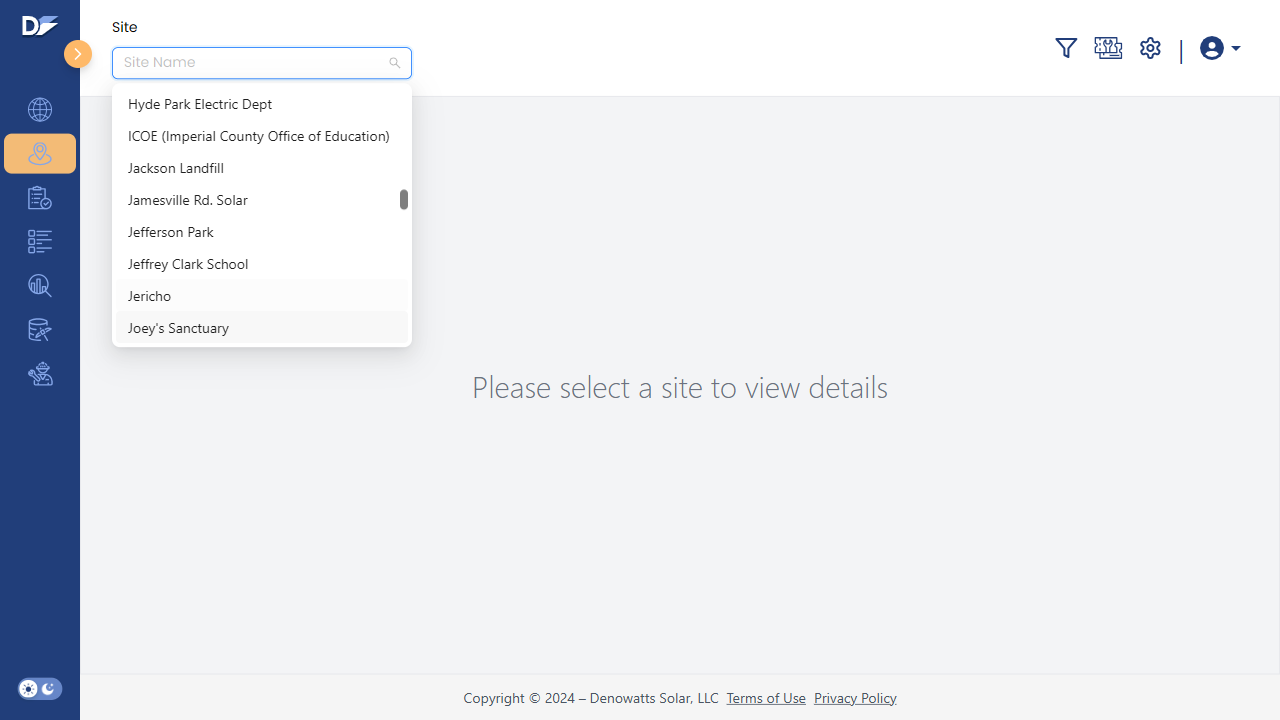 Site
Site Name
Hyde Park Electric Dept
ICOE (Imperial County Office of Education)
Jackson Landfill
Jamesville Rd. Solar
Jefferson Park
Jeffrey Clark School
Jericho
Joey's Sanctuary
Please select a site to view details
Copyright © 2024 – Denowatts Solar, LLC Terms of Use Privacy Policy